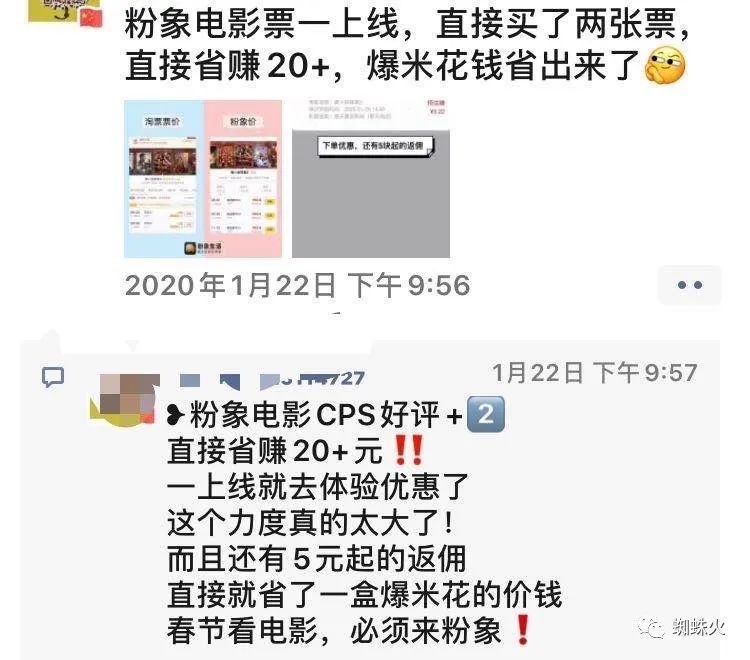 粉象电影票一上线，直接买了两张票，
直接省赚20+，爆米花钱省出来了
淘票票价
粉象价
下单优惠，还有5块起的返佣
粉象生活
2020年1月22日 下午9:56
1月22日 下午9:57
❥粉象电影CPS好评+2️⃣
直接省赚20+元‼️
一上线就去体验优惠了
这个力度真的太大了!
而且还有5元起的返佣
直接就省了一盒爆米花的价钱
春节看电影，必须来粉象❗
蜘蛛火